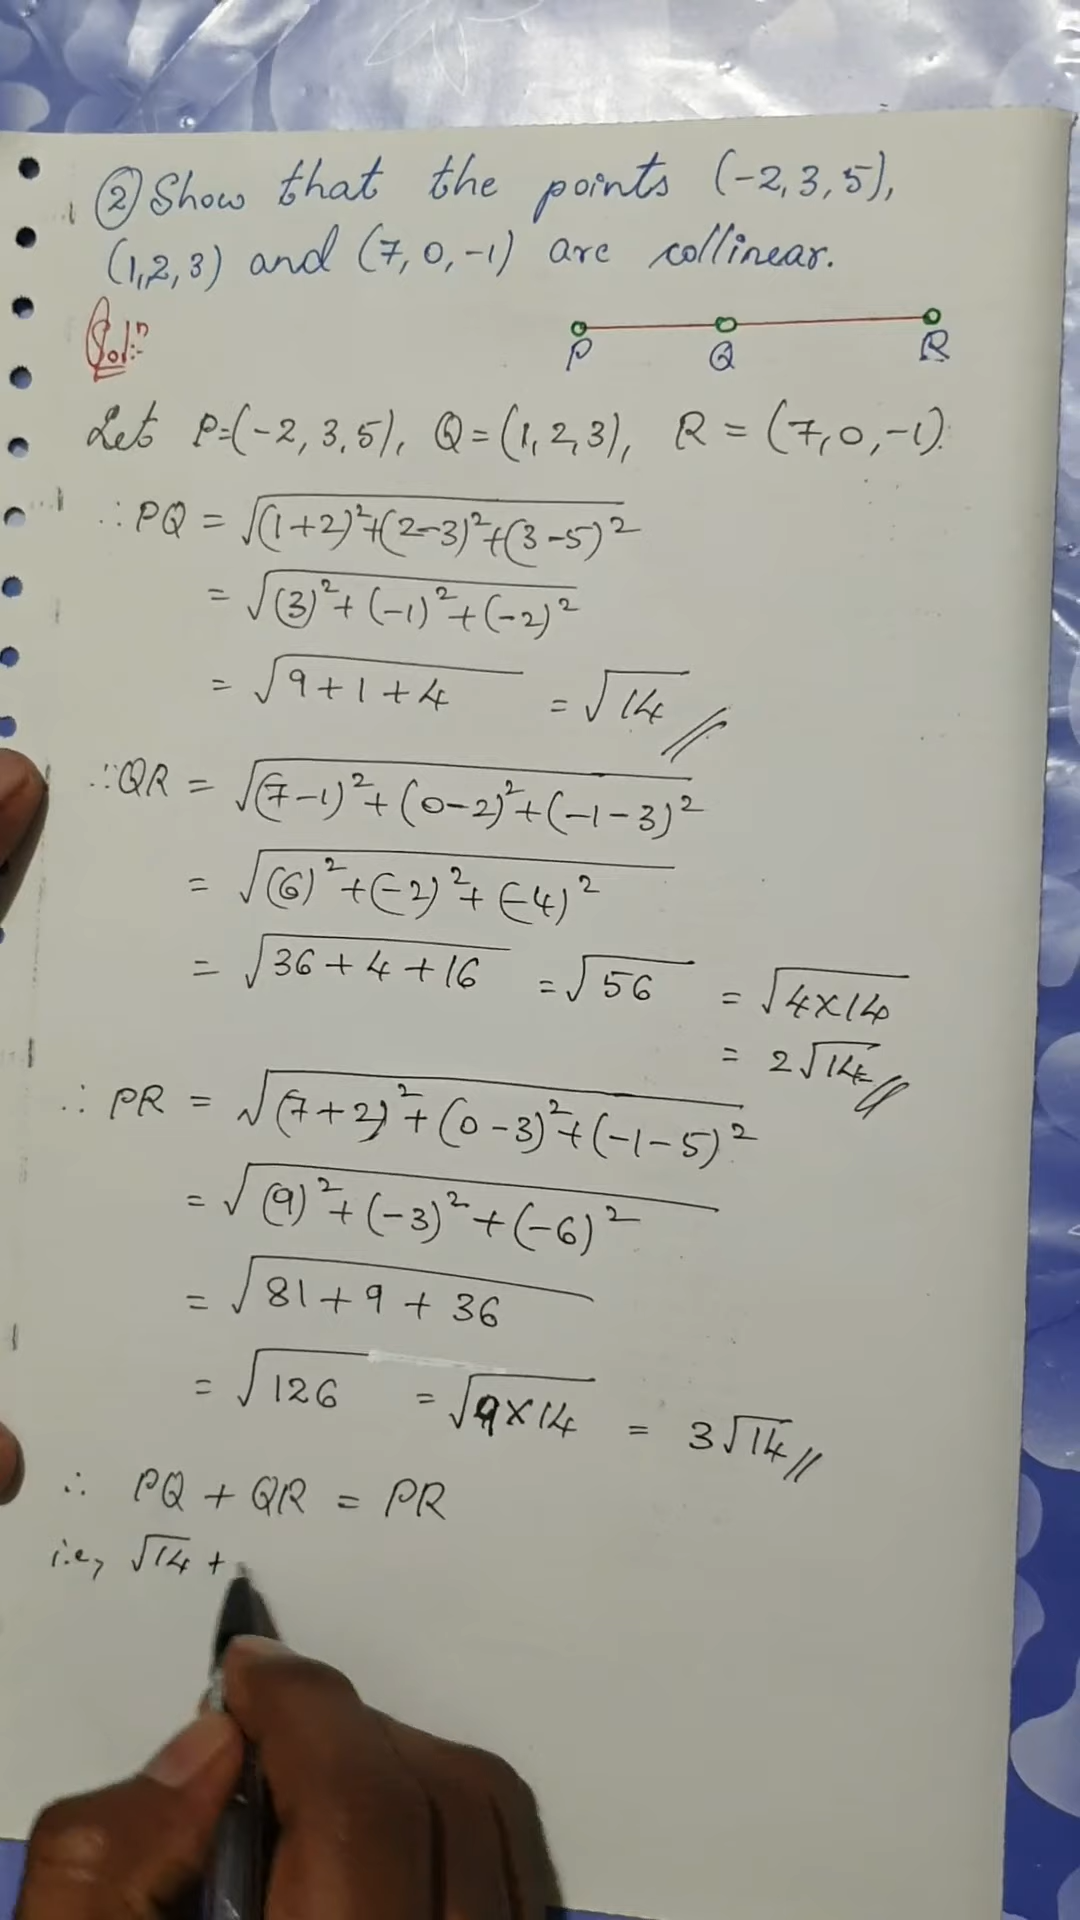 ② Show that the points (-2, 3, 5),
(1, 2, 3) and (7, 0, -1) are collinear.
Solⁿ:-
P Q R
Let P=(-2, 3, 5), Q = (1, 2, 3), R = (7, 0, -1).
∴ PQ = √((1+2)²+(2-3)²+(3-5)²)
= √((3)²+(-1)²+(-2)²)
= √(9+1+4) = √14 //
∴ QR = √((7-1)²+(0-2)²+(-1-3)²)
= √((6)²+(-2)²+(-4)²)
= √(36+4+16) = √56 = √(4×14)
= 2√14 //
∴ PR = √((7+2)²+(0-3)²+(-1-5)²)
= √((9)²+(-3)²+(-6)²)
= √(81+9+36)
= √126 = √(9×14) = 3√14 //
∴ PQ + QR = PR
i.e, √14 +